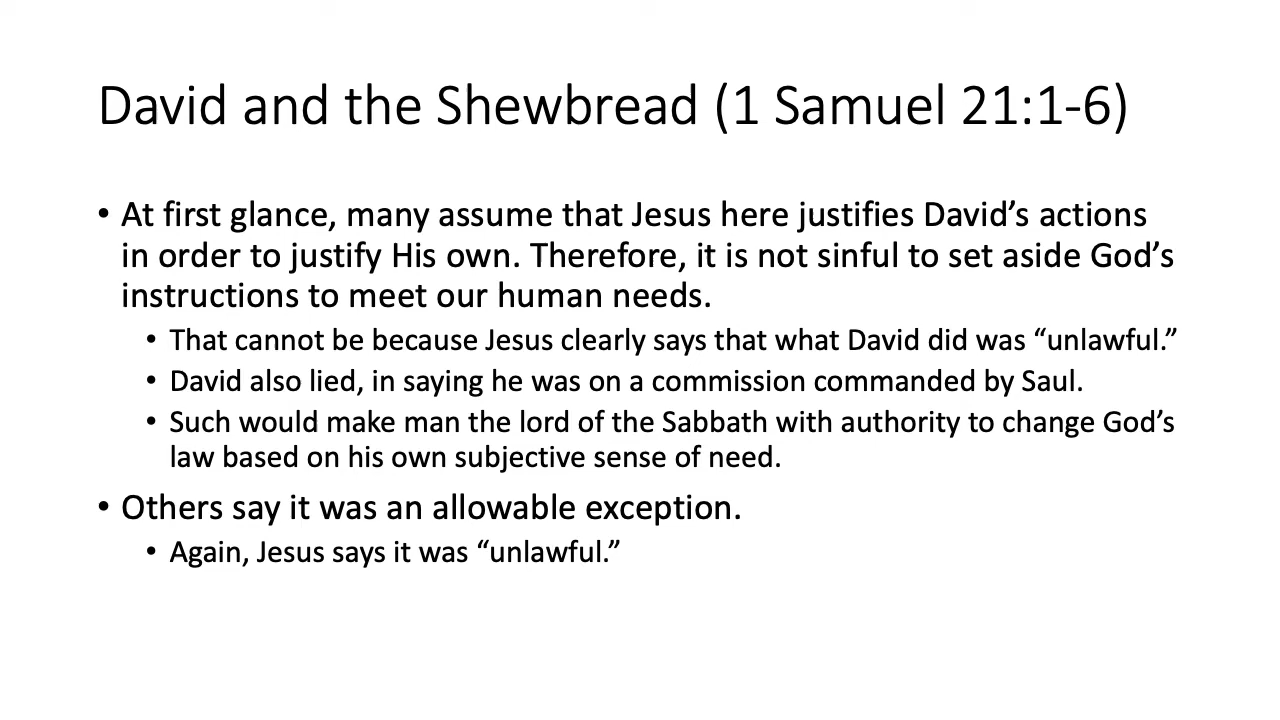 David and the Shewbread (1 Samuel 21:1-6)
• At first glance, many assume that Jesus here justifies David’s actions
in order to justify His own. Therefore, it is not sinful to set aside God’s
instructions to meet our human needs.
• That cannot be because Jesus clearly says that what David did was “unlawful.”
• David also lied, in saying he was on a commission commanded by Saul.
• Such would make man the lord of the Sabbath with authority to change God’s
law based on his own subjective sense of need.
• Others say it was an allowable exception.
• Again, Jesus says it was “unlawful.”